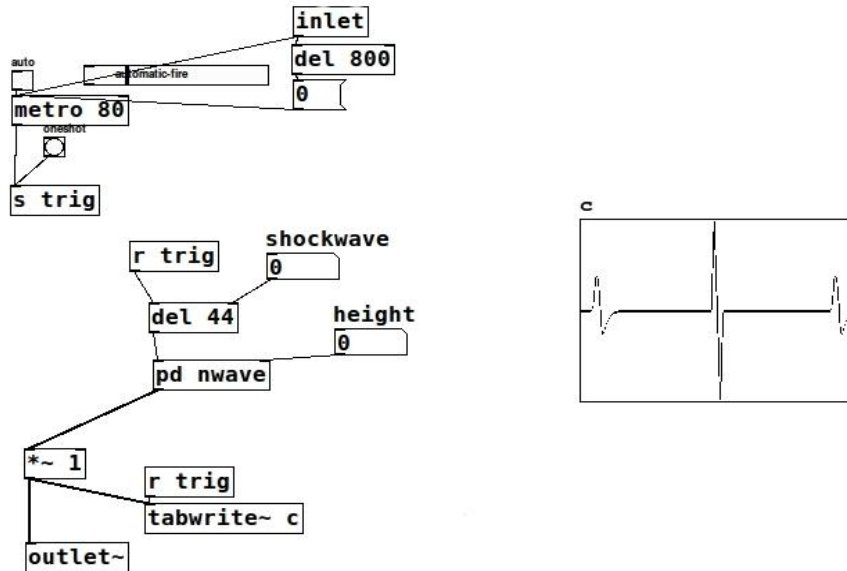 inlet
auto
del 800
automatic-fire
0
metro 80
oneshot
s trig
c
shockwave
r trig
0
del 44
height
0
pd nwave
*~ 1
r trig
tabwrite~ c
outlet~